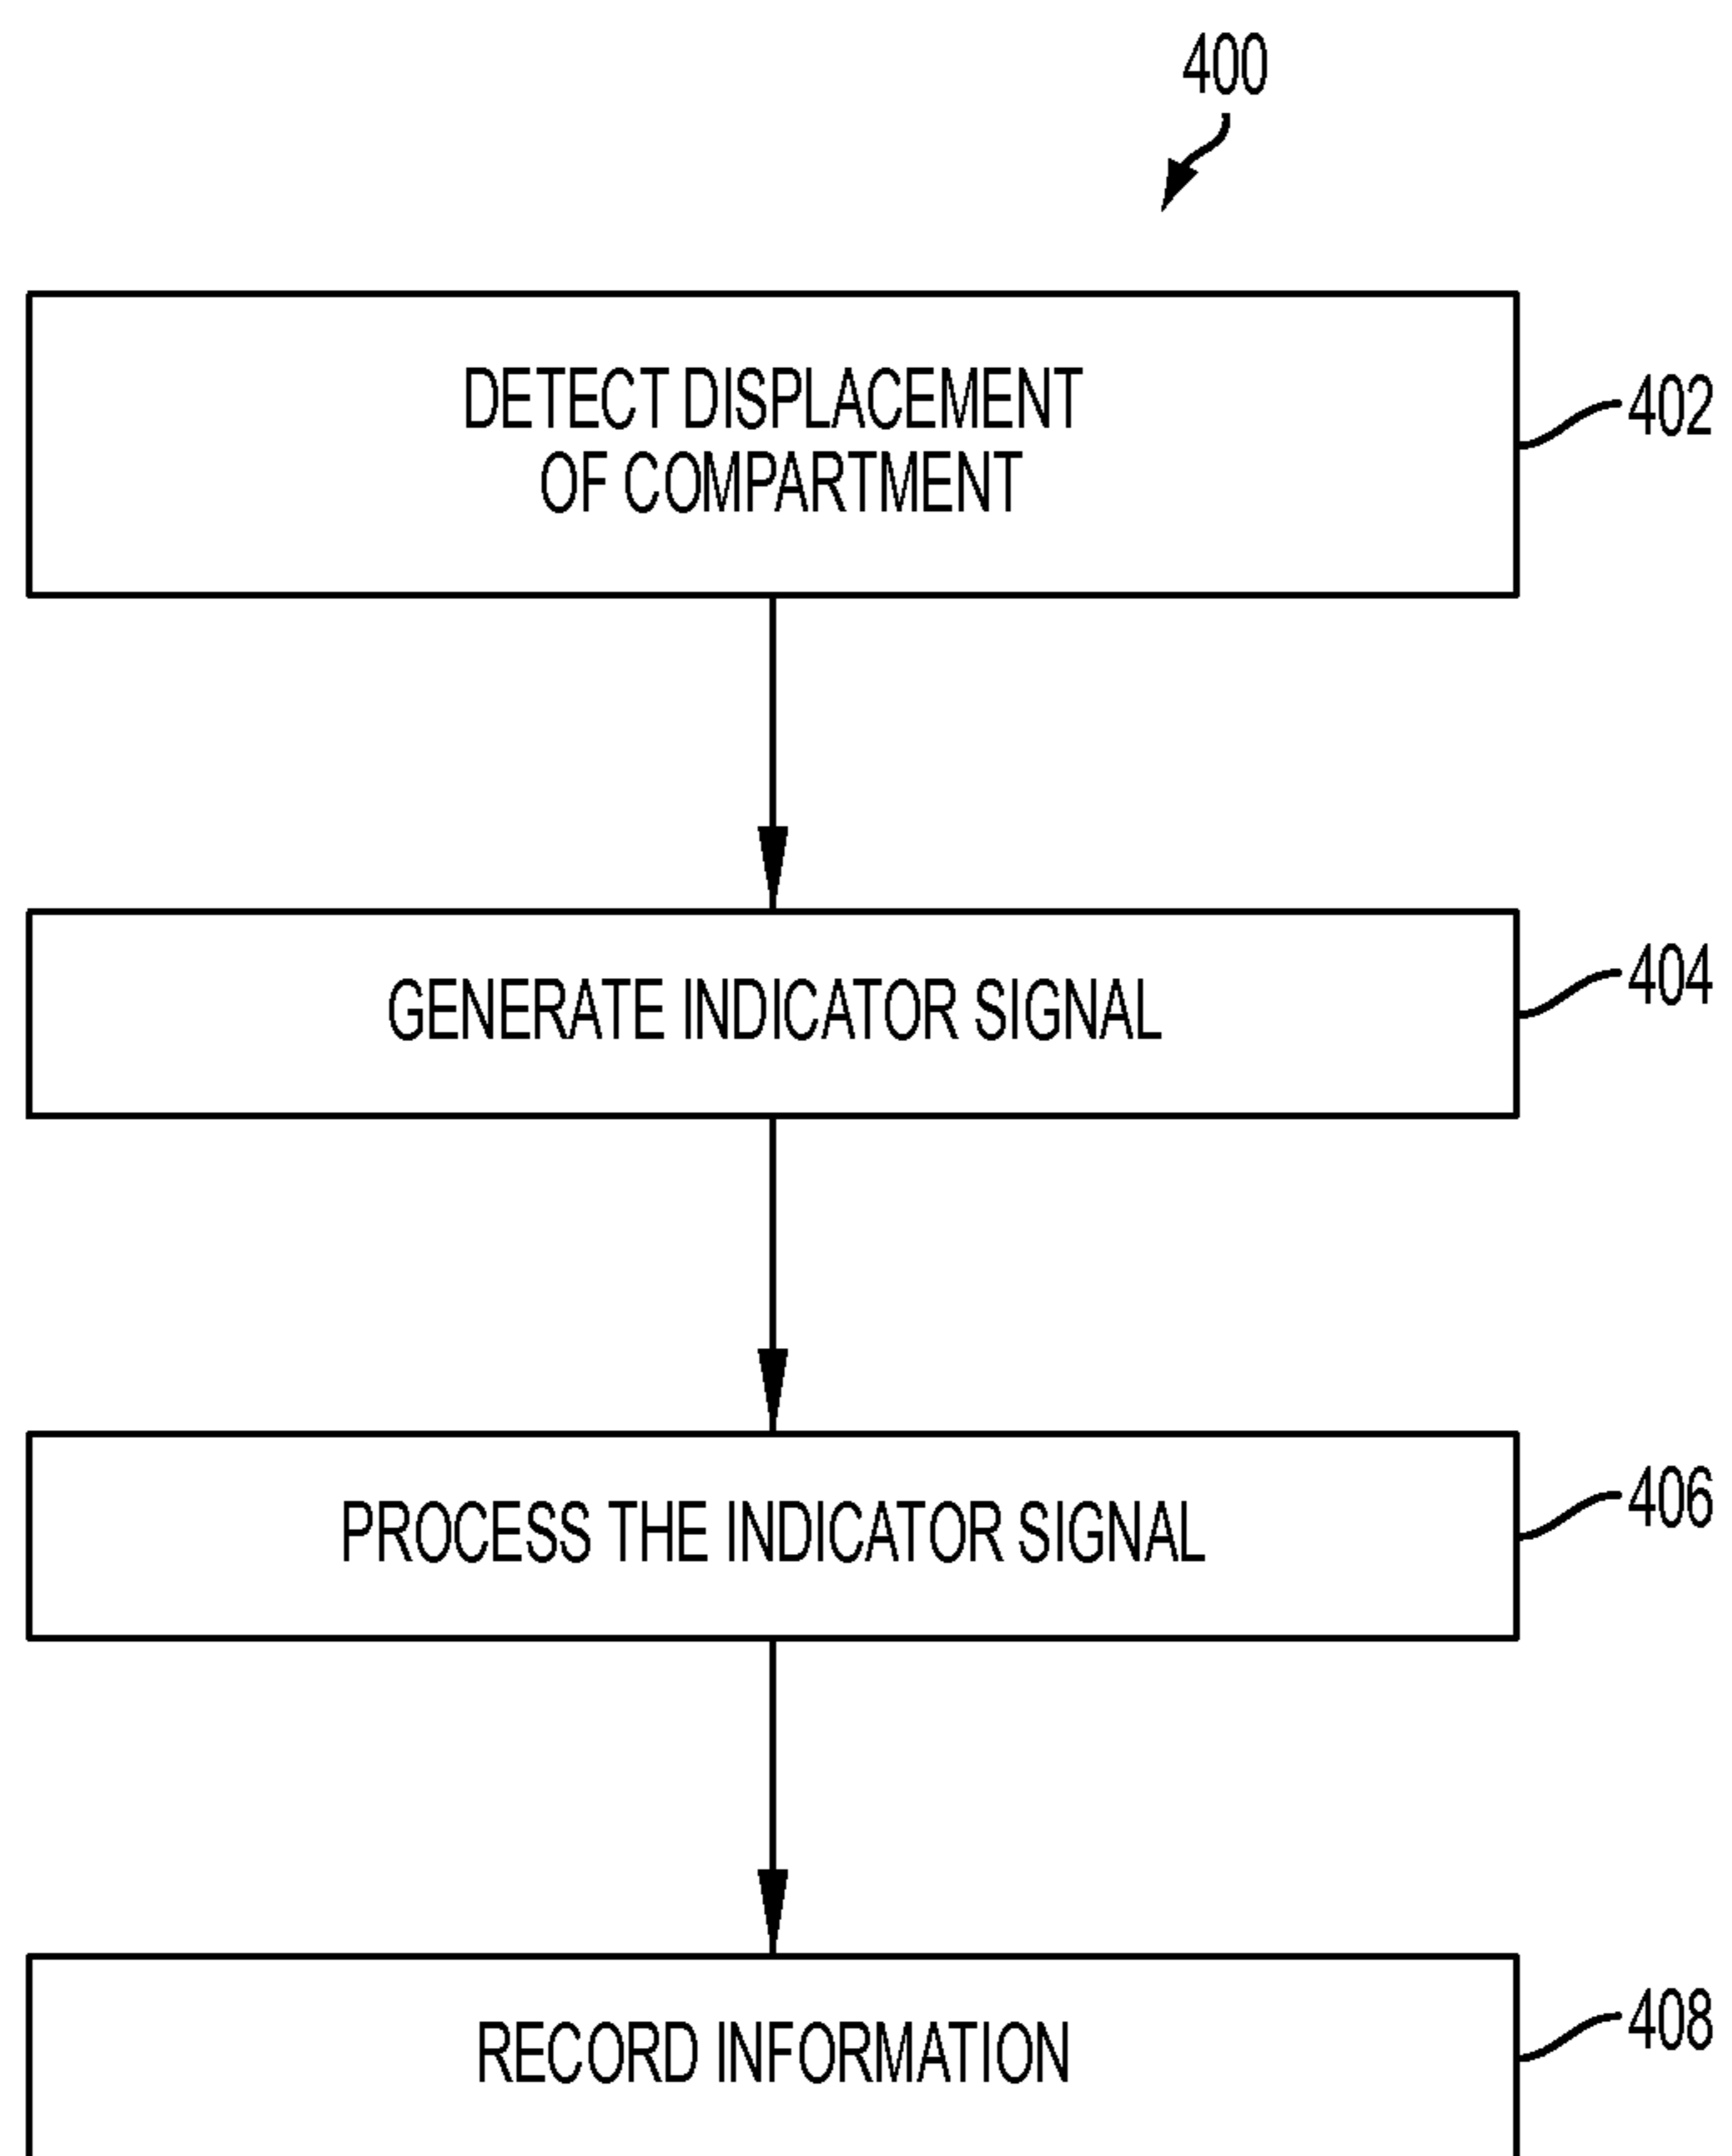 400
DETECT DISPLACEMENT
OF COMPARTMENT
402
GENERATE INDICATOR SIGNAL
404
PROCESS THE INDICATOR SIGNAL
406
RECORD INFORMATION
408